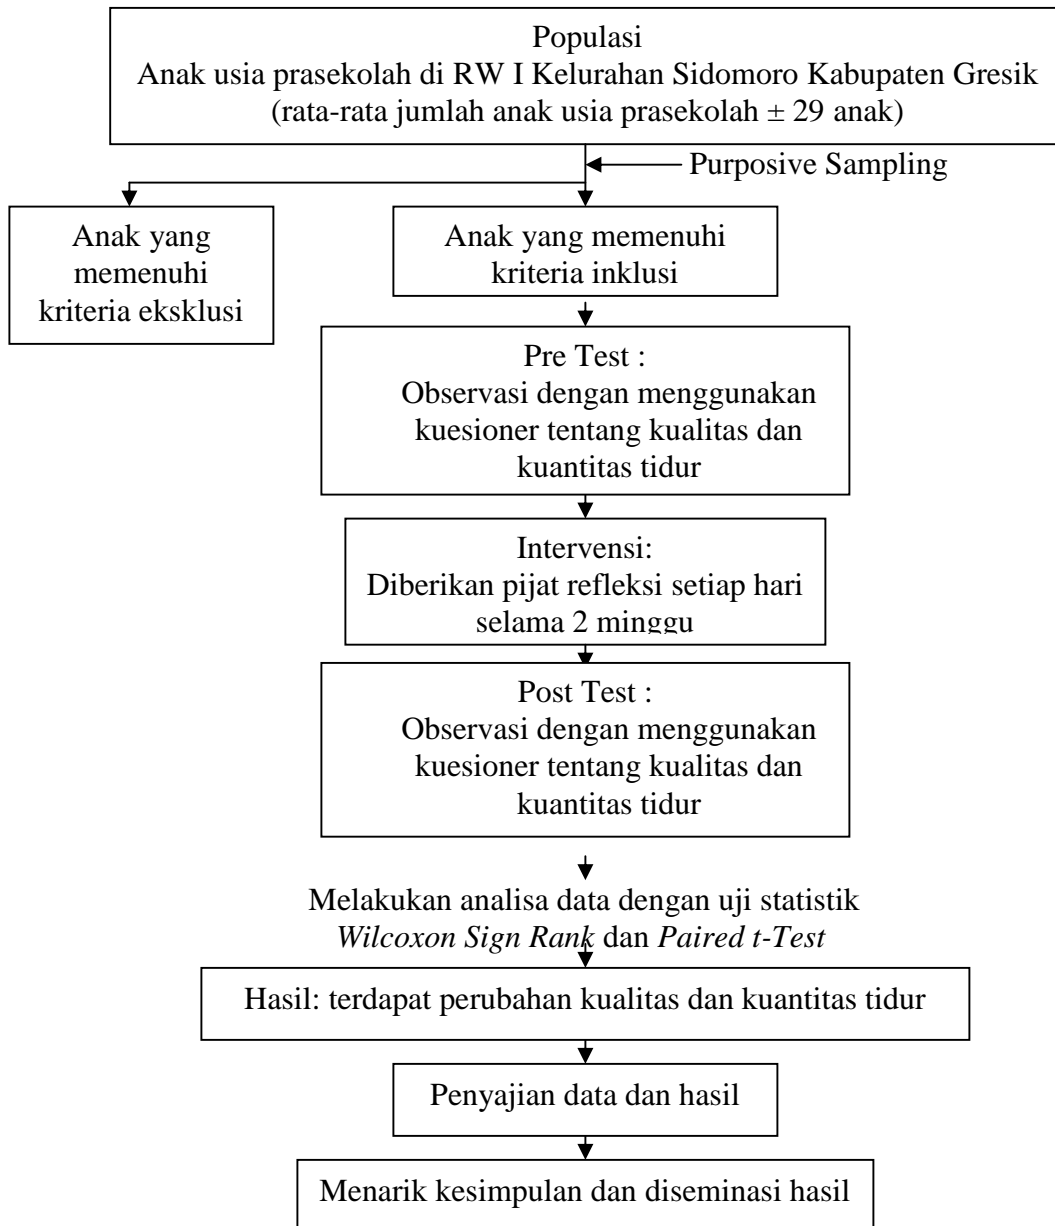 Populasi
Anak usia prasekolah di RW I Kelurahan Sidomoro Kabupaten Gresik
(rata-rata jumlah anak usia prasekolah ± 29 anak)
Purposive Sampling
Anak yang
memenuhi
kriteria eksklusi
Anak yang memenuhi
kriteria inklusi
Pre Test :
Observasi dengan menggunakan
kuesioner tentang kualitas dan
kuantitas tidur
Intervensi:
Diberikan pijat refleksi setiap hari
selama 2 minggu
Post Test :
Observasi dengan menggunakan
kuesioner tentang kualitas dan
kuantitas tidur
Melakukan analisa data dengan uji statistik
Wilcoxon Sign Rank dan Paired t-Test
Hasil: terdapat perubahan kualitas dan kuantitas tidur
Penyajian data dan hasil
Menarik kesimpulan dan diseminasi hasil